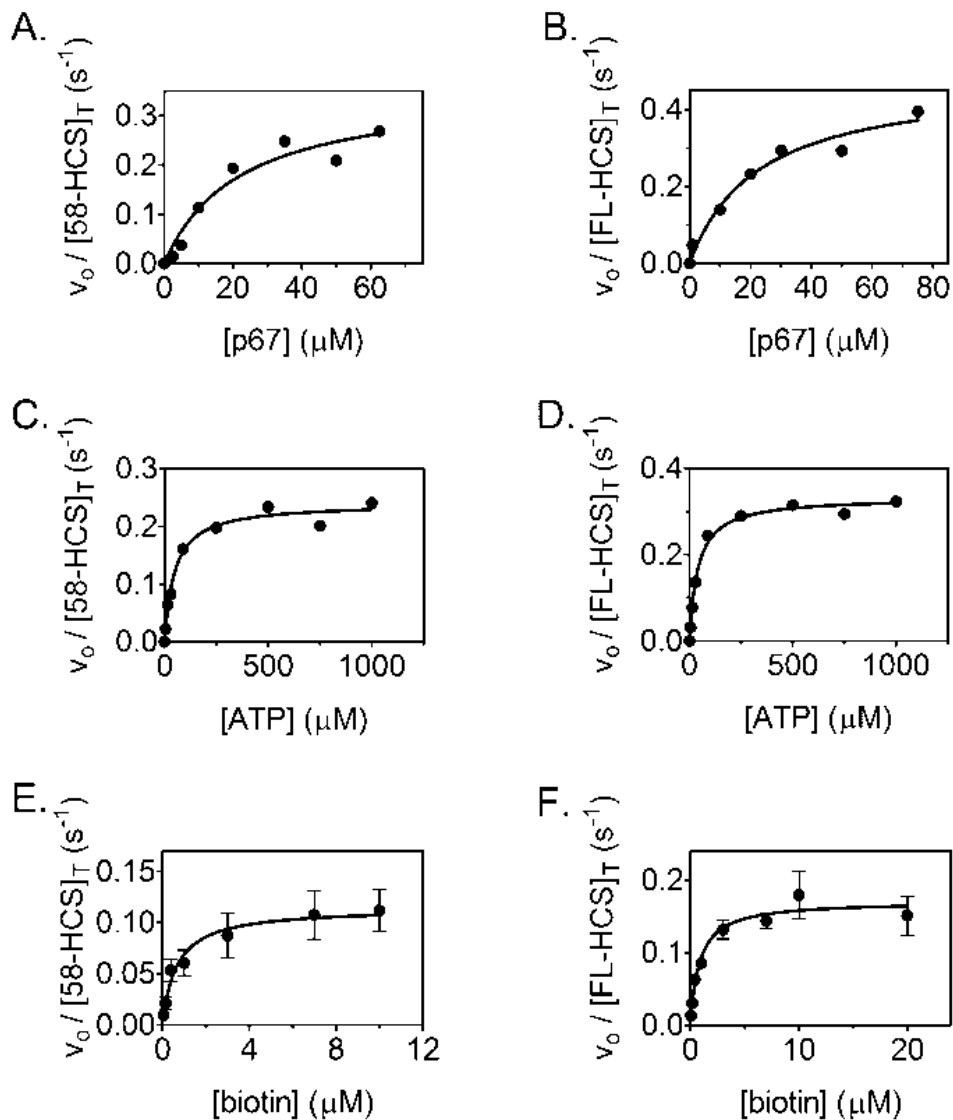 A.
v₀ / [58-HCS]T (s⁻¹)
0.3
0.2
0.1
0.0
0 20 40 60
[p67] (μM)
B.
v₀ / [FL-HCS]T (s⁻¹)
0.4
0.2
0.0
0 20 40 60 80
[p67] (μM)
C.
v₀ / [58-HCS]T (s⁻¹)
0.3
0.2
0.1
0.0
0 500 1000
[ATP] (μM)
D.
v₀ / [FL-HCS]T (s⁻¹)
0.4
0.2
0.0
0 500 1000
[ATP] (μM)
E.
v₀ / [58-HCS]T (s⁻¹)
0.15
0.10
0.05
0.00
0 4 8 12
[biotin] (μM)
F.
v₀ / [FL-HCS]T (s⁻¹)
0.2
0.1
0.0
0 10 20
[biotin] (μM)